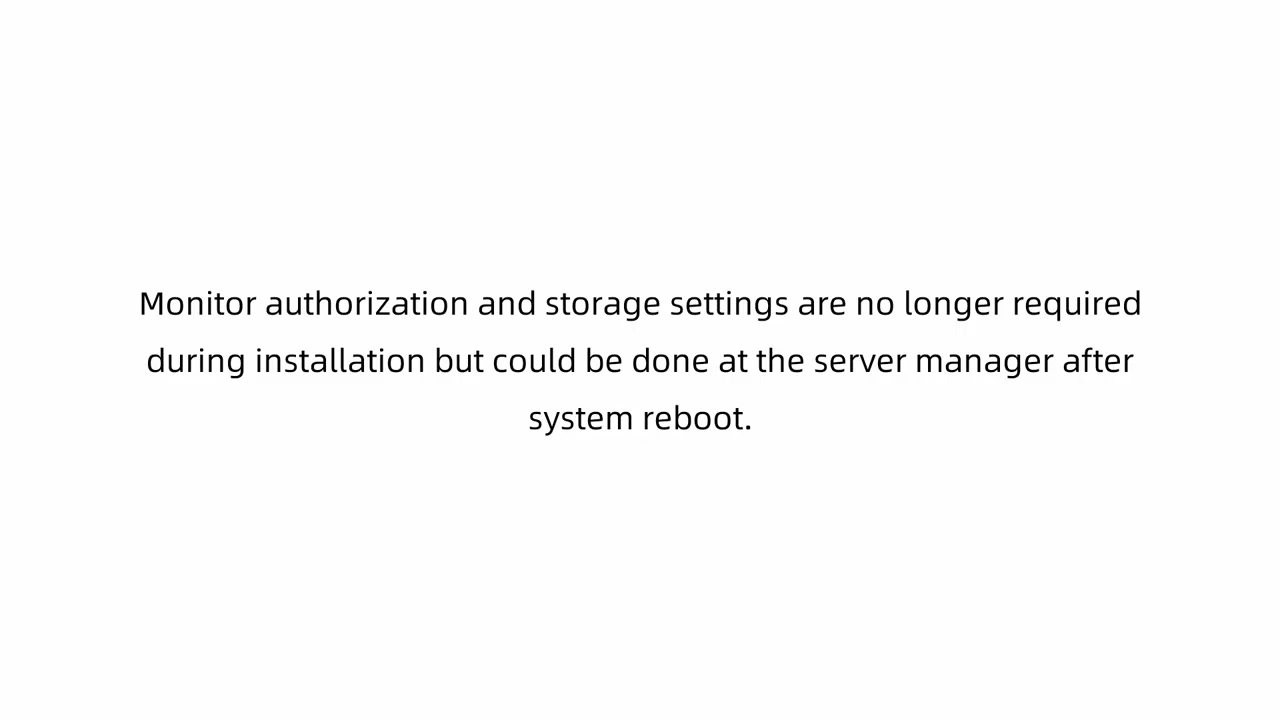 Monitor authorization and storage settings are no longer required
during installation but could be done at the server manager after
system reboot.